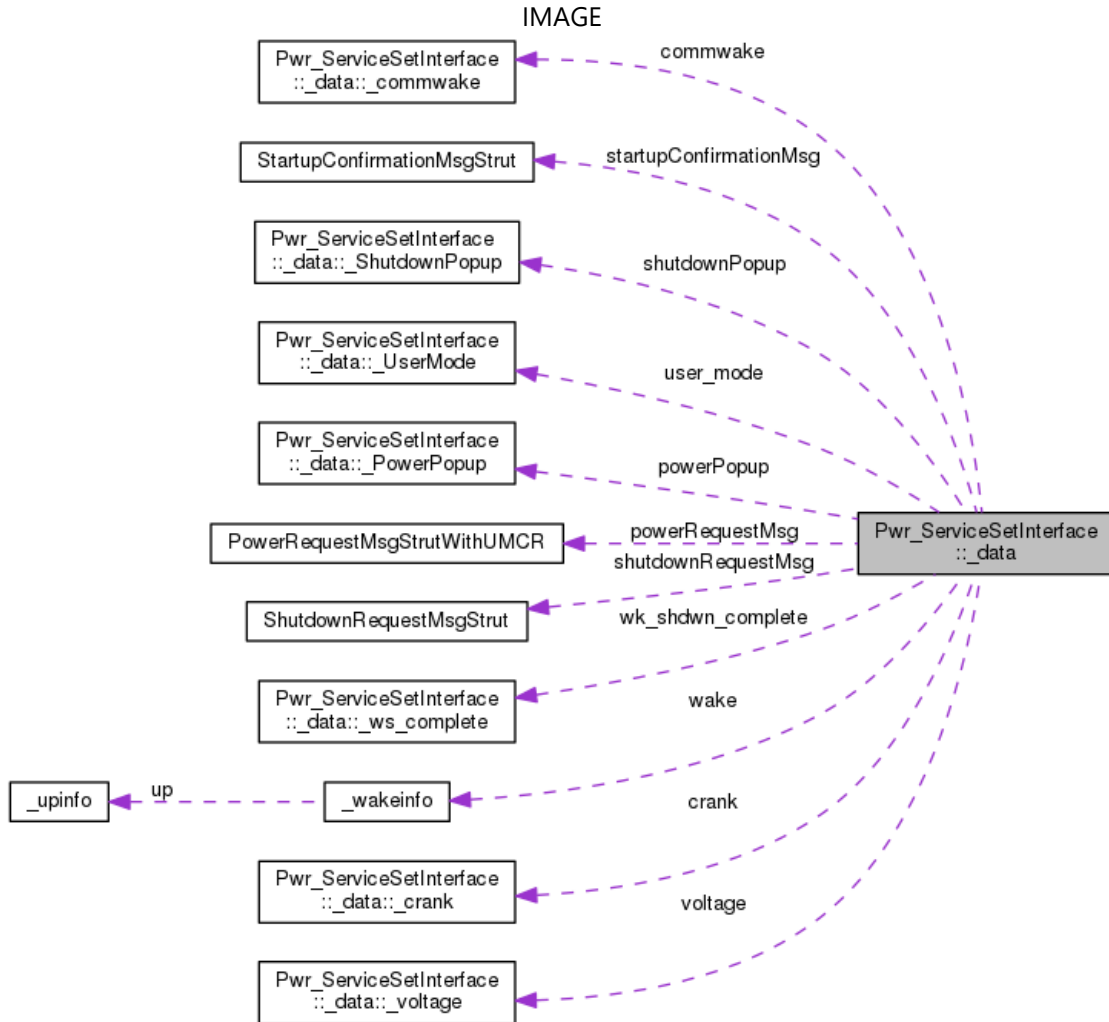 IMAGE
commwake
Pwr_ServiceSetInterface
::_data::_commwake
startupConfirmationMsg
StartupConfirmationMsgStrut
Pwr_ServiceSetInterface
::_data::_ShutdownPopup
shutdownPopup
Pwr_ServiceSetInterface
::_data::_UserMode
user_mode
Pwr_ServiceSetInterface
::_data::_PowerPopup
powerPopup
PowerRequestMsgStrutWithUMCR
powerRequestMsg
Pwr_ServiceSetInterface
::_data
shutdownRequestMsg
ShutdownRequestMsgStrut
wk_shdwn_complete
Pwr_ServiceSetInterface
::_data::_ws_complete
wake
_upinfo
up
_wakeinfo
crank
Pwr_ServiceSetInterface
::_data::_crank
voltage
Pwr_ServiceSetInterface
::_data::_voltage